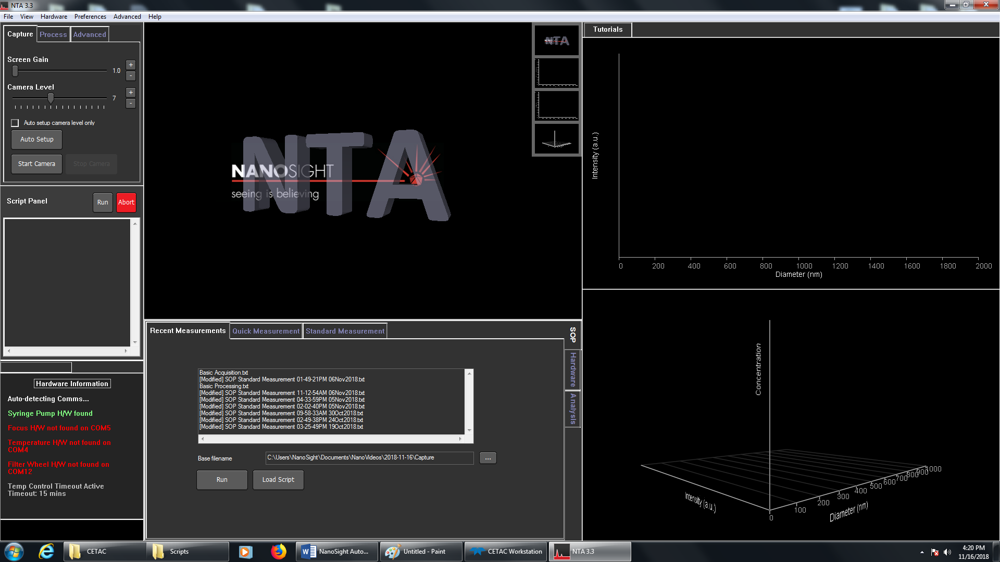 NTA 3.3
File View Hardware Preferences Advanced Help
Capture Process Advanced
Screen Gain
1.0
+
-
Camera Level
7
+
-
Auto setup camera level only
Auto Setup
Start Camera Stop Camera
Script Panel Run Abort
Hardware Information
Auto-detecting Comms...
Syringe Pump H/W found
Focus H/W not found on COM5
Temperature H/W not found on
COM4
Filter Wheel H/W not found on
COM12
Temp Control Timeout Active
Timeout: 15 mins
NTA
NTA
NANOSIGHT
seeing is believing
Recent Measurements Quick Measurement Standard Measurement
SOP
Hardware
Analysis
Basic Acquisition.txt
[Modified] SOP Standard Measurement 01-49-21PM 06Nov2018.txt
Basic Processing.txt
[Modified] SOP Standard Measurement 11-12-54AM 06Nov2018.txt
[Modified] SOP Standard Measurement 04-33-59PM 05Nov2018.txt
[Modified] SOP Standard Measurement 02-02-40PM 05Nov2018.txt
[Modified] SOP Standard Measurement 09-58-33AM 30Oct2018.txt
[Modified] SOP Standard Measurement 02-49-38PM 24Oct2018.txt
[Modified] SOP Standard Measurement 03-25-49PM 19Oct2018.txt
Base filename C:\Users\NanoSight\Documents\NanoVideos\2018-11-16\Capture ...
Run Load Script
Tutorials
Intensity (a.u.)
0 200 400 600 800 1000 1200 1400 1600 1800 2000
Diameter (nm)
Concentration
Intensity (a.u.)
0 100 200 300 400 500 600 700 800 900 1000
Diameter (nm)
CETAC Scripts NanoSight Auto... Untitled - Paint CETAC Workstation NTA 3.3
4:20 PM
11/16/2018